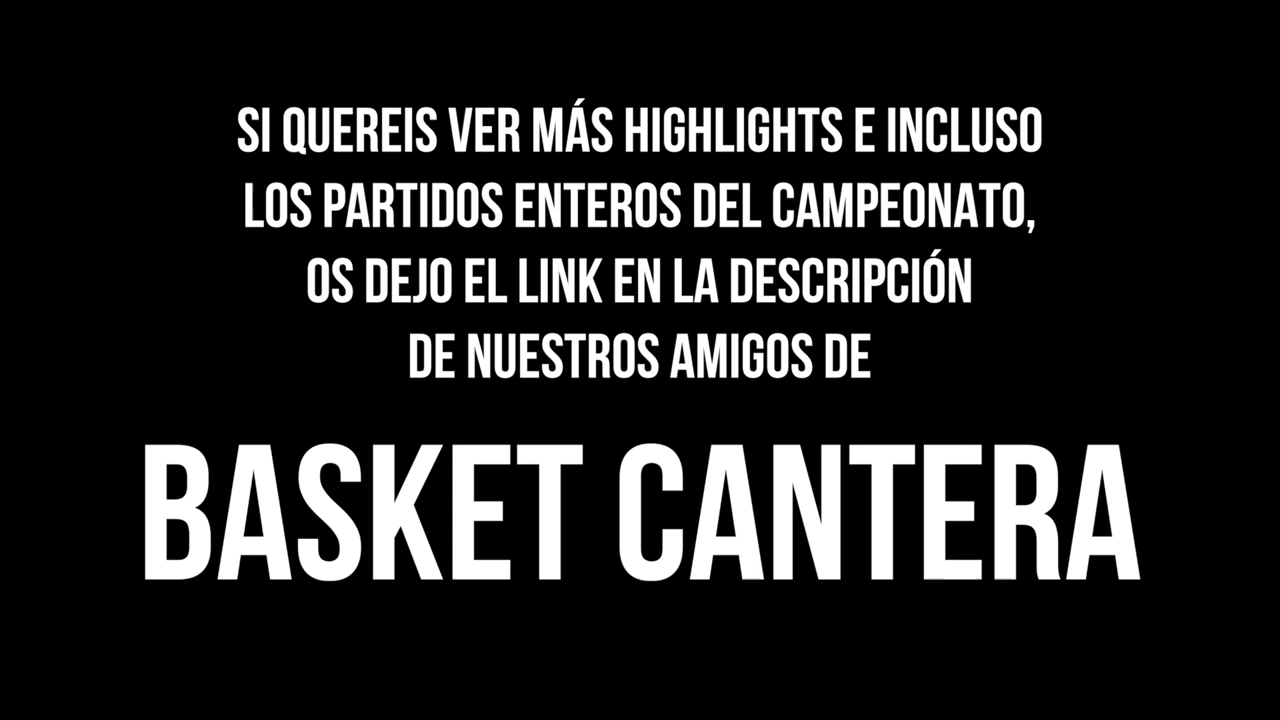 SI QUEREIS VER MÁS HIGHLIGHTS E INCLUSO
LOS PARTIDOS ENTEROS DEL CAMPEONATO,
OS DEJO EL LINK EN LA DESCRIPCIÓN
DE NUESTROS AMIGOS DE
BASKET CANTERA